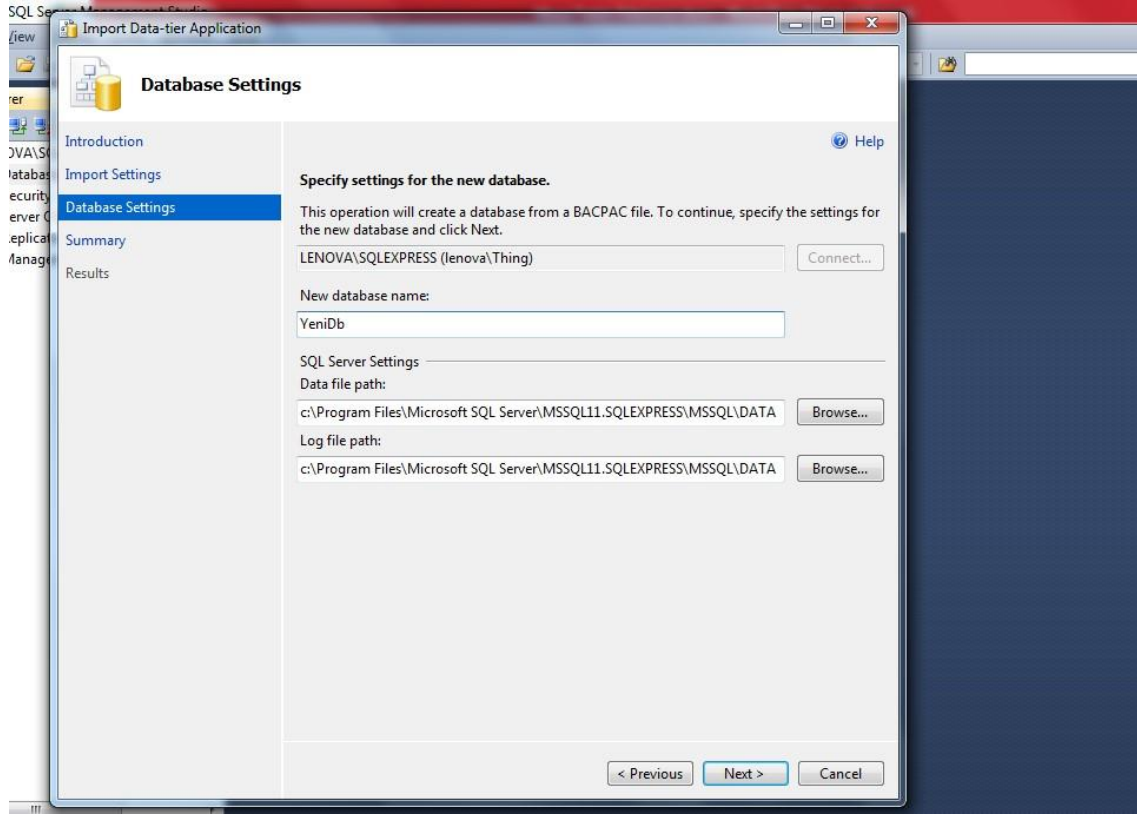 SQL Server Management Studio
Import Data-tier Application
Database Settings
Introduction
Import Settings
Database Settings
Summary
Results
Help
Specify settings for the new database.
This operation will create a database from a BACPAC file. To continue, specify the settings for
the new database and click Next.
LENOVA\SQLEXPRESS (lenova\Thing)
Connect...
New database name:
YeniDb
SQL Server Settings
Data file path:
c:\Program Files\Microsoft SQL Server\MSSQL11.SQLEXPRESS\MSSQL\DATA
Browse...
Log file path:
c:\Program Files\Microsoft SQL Server\MSSQL11.SQLEXPRESS\MSSQL\DATA
Browse...
< Previous
Next >
Cancel